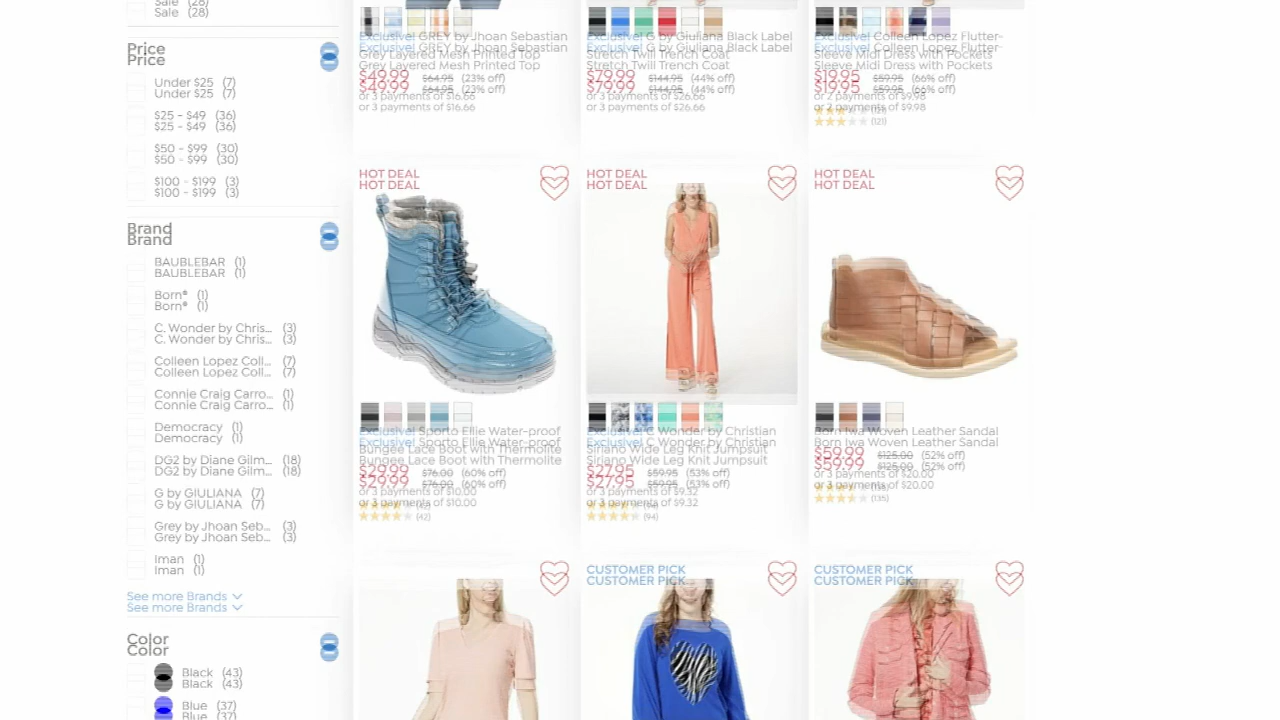 Sale (28)
Price
Under $25 (7)
$25 - $49 (36)
$50 - $99 (30)
$100 - $199 (3)
Brand
BAUBLEBAR (1)
Born® (1)
C. Wonder by Chris... (3)
Colleen Lopez Coll... (7)
Connie Craig Carro... (1)
Democracy (1)
DG2 by Diane Gilm... (18)
G by GIULIANA (7)
Grey by Jhoan Seb... (3)
Iman (1)
See more Brands
Color
Black (43)
Blue (37)
Exclusive! GREY by Jhoan Sebastian
Grey Layered Mesh Printed Top
$49.99 $64.95 (23% off)
or 3 payments of $16.66
Exclusive! G by Giuliana Black Label
Stretch Twill Trench Coat
$79.99 $144.95 (44% off)
or 3 payments of $26.66
Exclusive! Colleen Lopez Flutter-
Sleeve Midi Dress with Pockets
$19.95 $59.95 (66% off)
or 2 payments of $9.98
(121)
HOT DEAL
Exclusive! Sporto Ellie Water-proof
Bungee Lace Boot with Thermolite
$29.99 $76.00 (60% off)
or 3 payments of $10.00
(42)
HOT DEAL
Exclusive! C Wonder by Christian
Siriano Wide Leg Knit Jumpsuit
$27.95 $59.95 (53% off)
or 3 payments of $9.32
(94)
HOT DEAL
Born Iwa Woven Leather Sandal
$59.99 $125.00 (52% off)
or 3 payments of $20.00
(135)
CUSTOMER PICK
CUSTOMER PICK